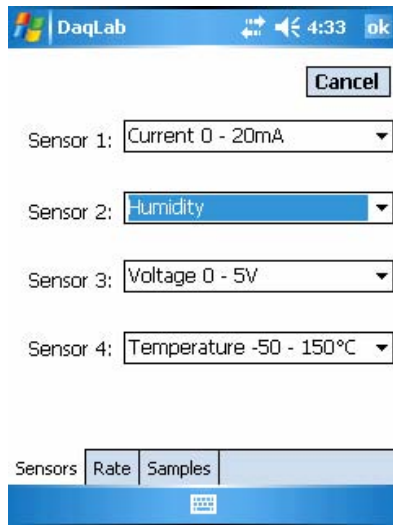 DaqLab 4:33 ok
Cancel
Sensor 1: Current 0 - 20mA
Sensor 2: Humidity
Sensor 3: Voltage 0 - 5V
Sensor 4: Temperature -50 - 150°C
Sensors Rate Samples